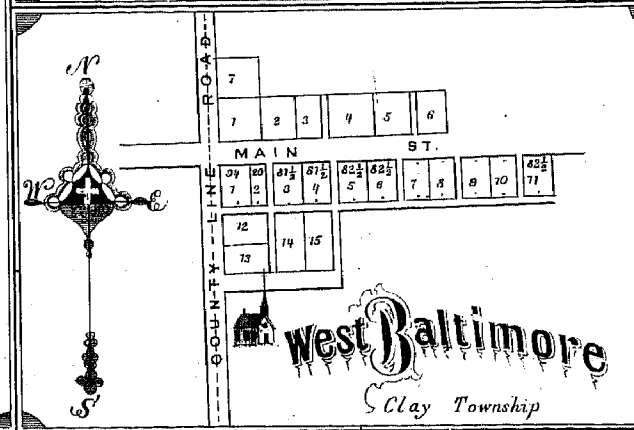 N
W
E
S
COUNTY LINE ROAD
7
1 2 3 4 5 6
MAIN ST.
94 20 81½ 81½ 82½ 82½ 82½
1 2 3 4 5 6 7 8 9 10 11
12 14 15
13
West Baltimore
Clay Township